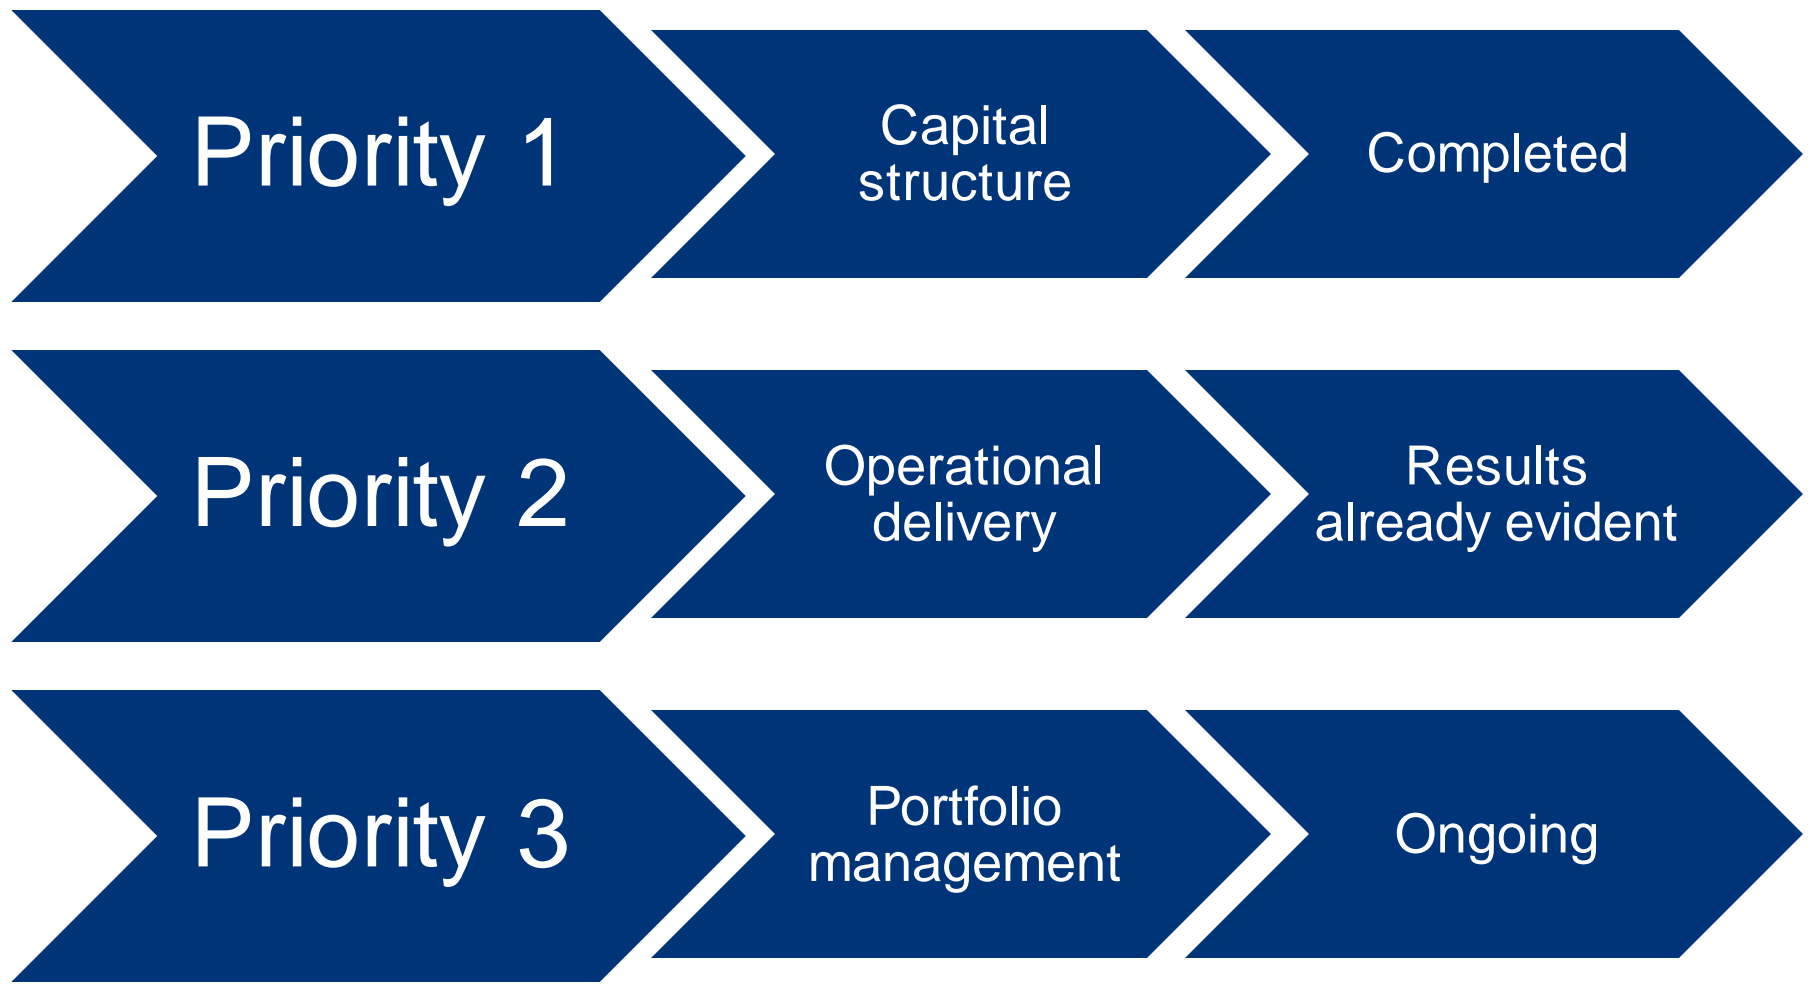 Priority 1
Capital
structure
Completed
Priority 2
Operational
delivery
Results
already evident
Priority 3
Portfolio
management
Ongoing